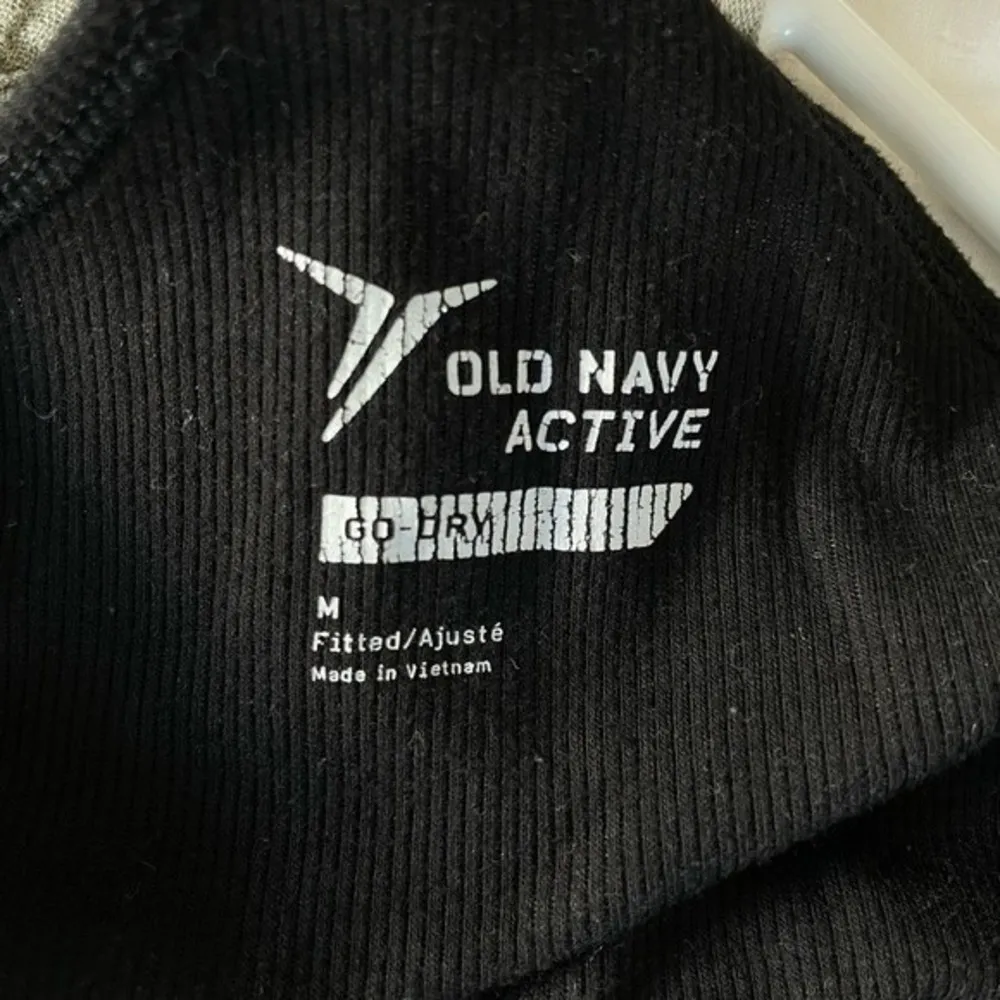 OLD NAVY
ACTIVE
GO-DRY
M
Fitted/Ajusté
Made in Vietnam